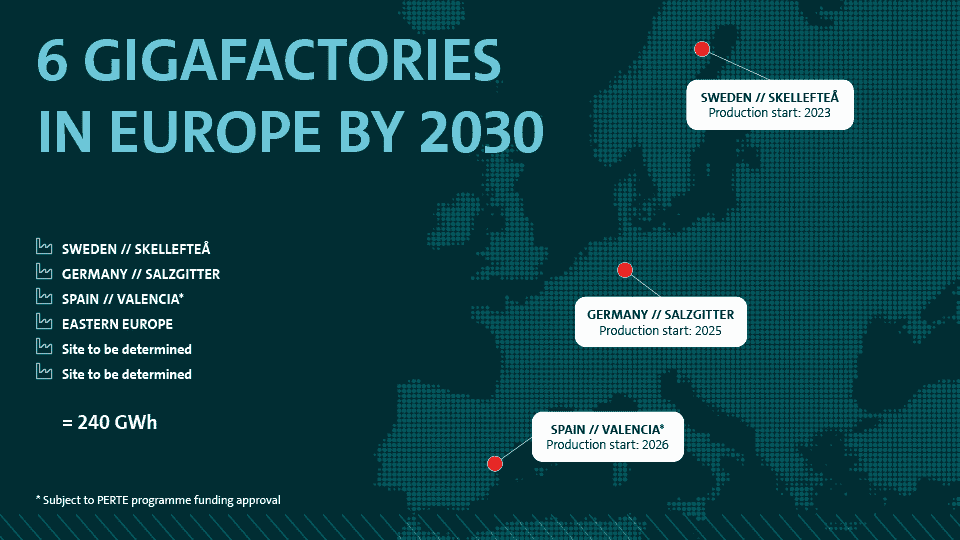 6 GIGAFACTORIES
IN EUROPE BY 2030
SWEDEN // SKELLEFTEÅ
GERMANY // SALZGITTER
SPAIN // VALENCIA*
EASTERN EUROPE
Site to be determined
Site to be determined
= 240 GWh
* Subject to PERTE programme funding approval
SWEDEN // SKELLEFTEÅ
Production start: 2023
GERMANY // SALZGITTER
Production start: 2025
SPAIN // VALENCIA*
Production start: 2026